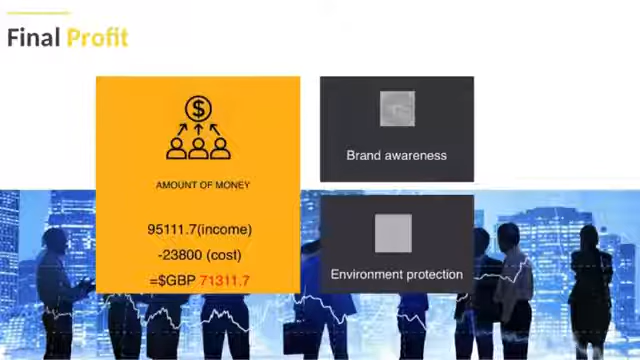 Final Profit
$
AMOUNT OF MONEY
95111.7(income)
-23800 (cost)
=$GBP 71311.7
Brand awareness
Environment protection